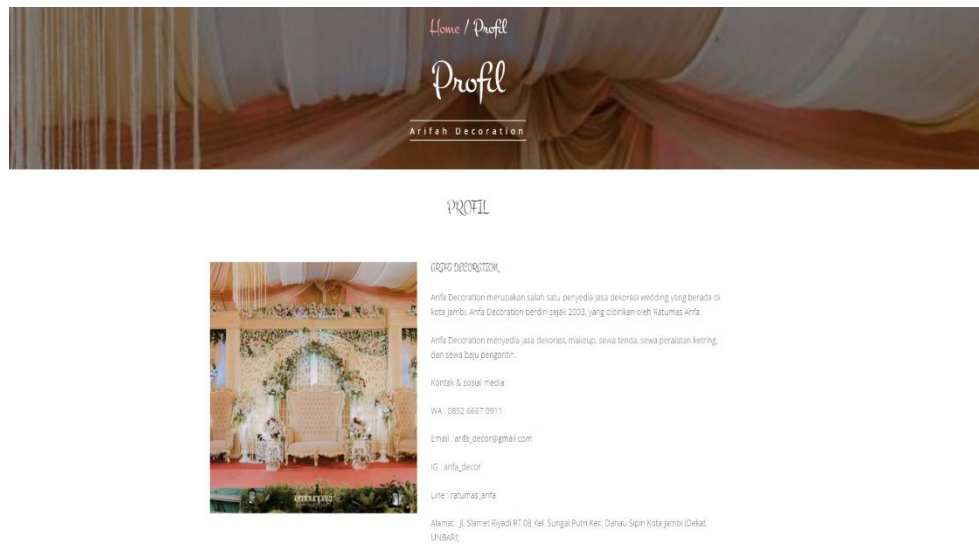 Home / Profil
Profil
Arifah Decoration
PROFIL
ARIFA DECORATION
Arifa Decoration merupakan salah satu penyedia jasa dekorasi wedding yang berada di
kota Jambi. Arifa Decoration berdiri sejak 2003, yang didirikan oleh Ratumas Arifa.
Arifa Decoration menyedia jasa dekorasi, makeup, sewa tenda, sewa peralatan ketring,
dan sewa baju pengantin.
Kontak & sosial media
WA : 0852 6667 0911
Email : arifa_decor@gmail.com
IG : arifa_decor
Line : ratumas_arifa
Alamat : Jl. Slamet Riyadi RT.08 Kel. Sungai Putri Kec. Danau Sipin Kota Jambi (Dekat
UNBARI)
embunpagi